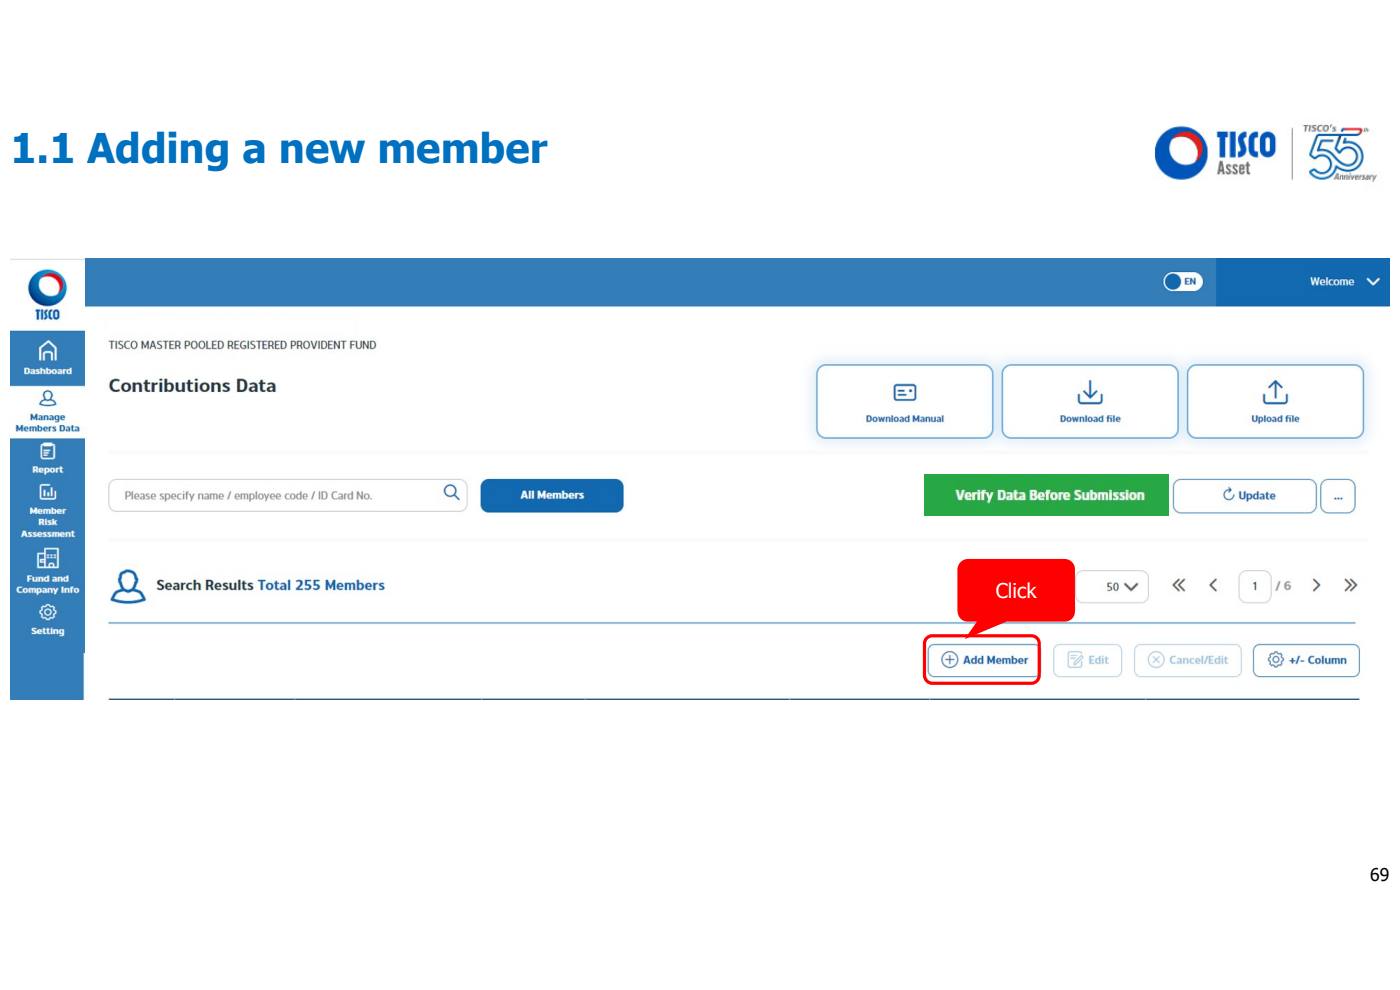 1.1 Adding a new member
TISCO
Asset
TISCO's
55th
Anniversary
TISCO
EN
Welcome
Dashboard
Manage
Members Data
Report
Member
Risk
Assessment
Fund and
Company Info
Setting
TISCO MASTER POOLED REGISTERED PROVIDENT FUND
Contributions Data
Download Manual
Download file
Upload file
Please specify name / employee code / ID Card No.
All Members
Verify Data Before Submission
Update
...
Search Results Total 255 Members
Click
50
1 / 6
Add Member
Edit
Cancel/Edit
+/- Column
69